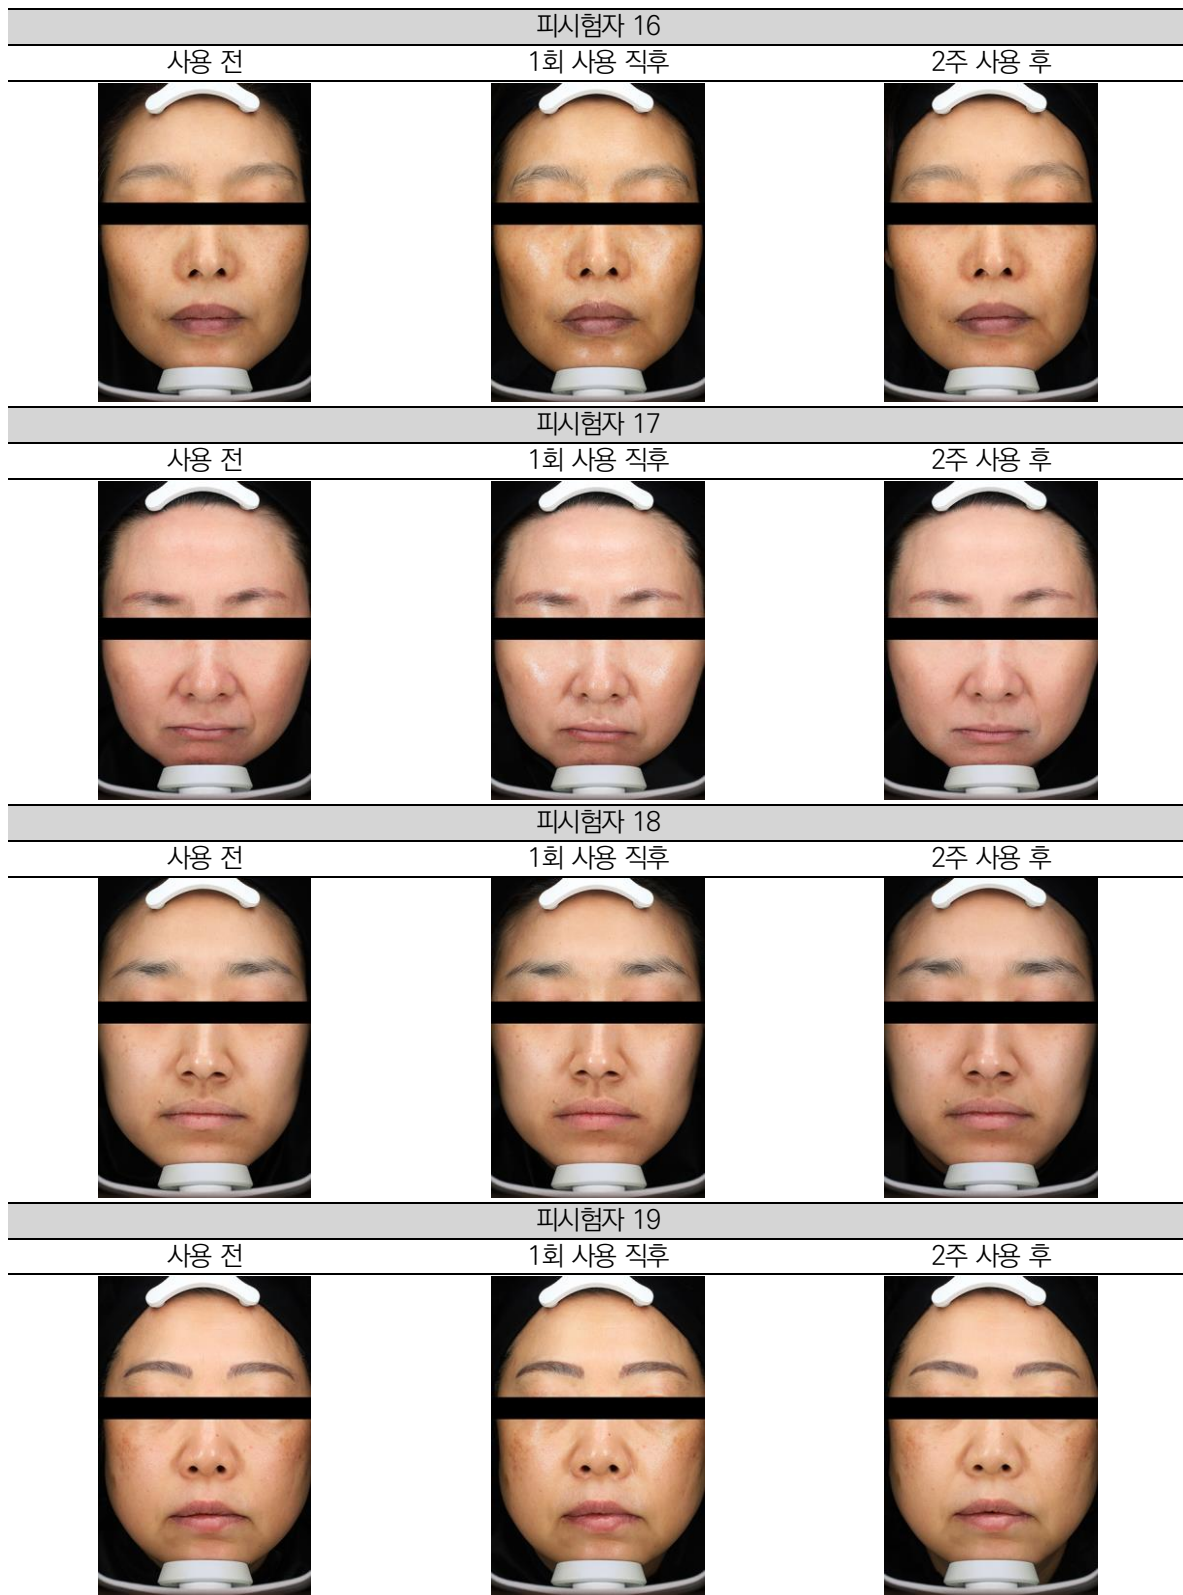 피시험자 16
사용 전 1회 사용 직후 2주 사용 후
피시험자 17
사용 전 1회 사용 직후 2주 사용 후
피시험자 18
사용 전 1회 사용 직후 2주 사용 후
피시험자 19
사용 전 1회 사용 직후 2주 사용 후